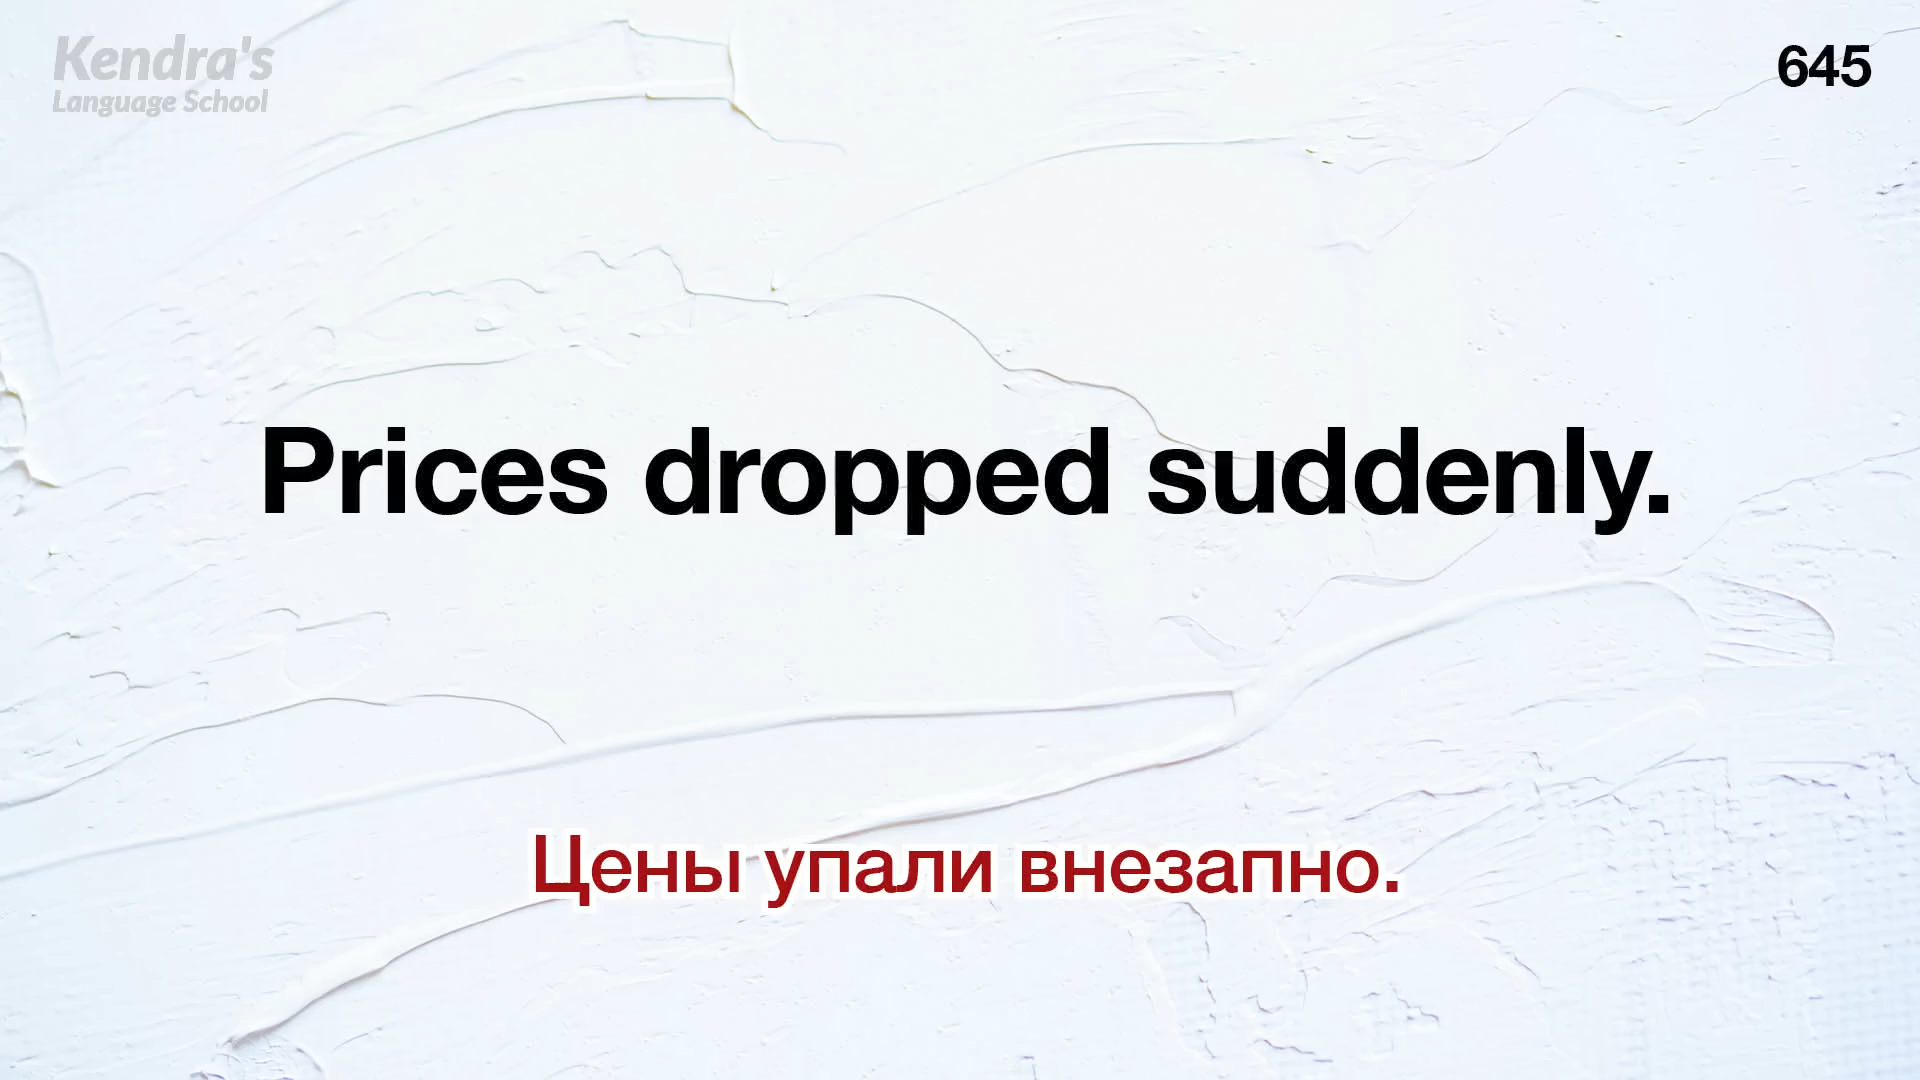 Kendra's
Language School
645
Prices dropped suddenly.
Цены упали внезапно.